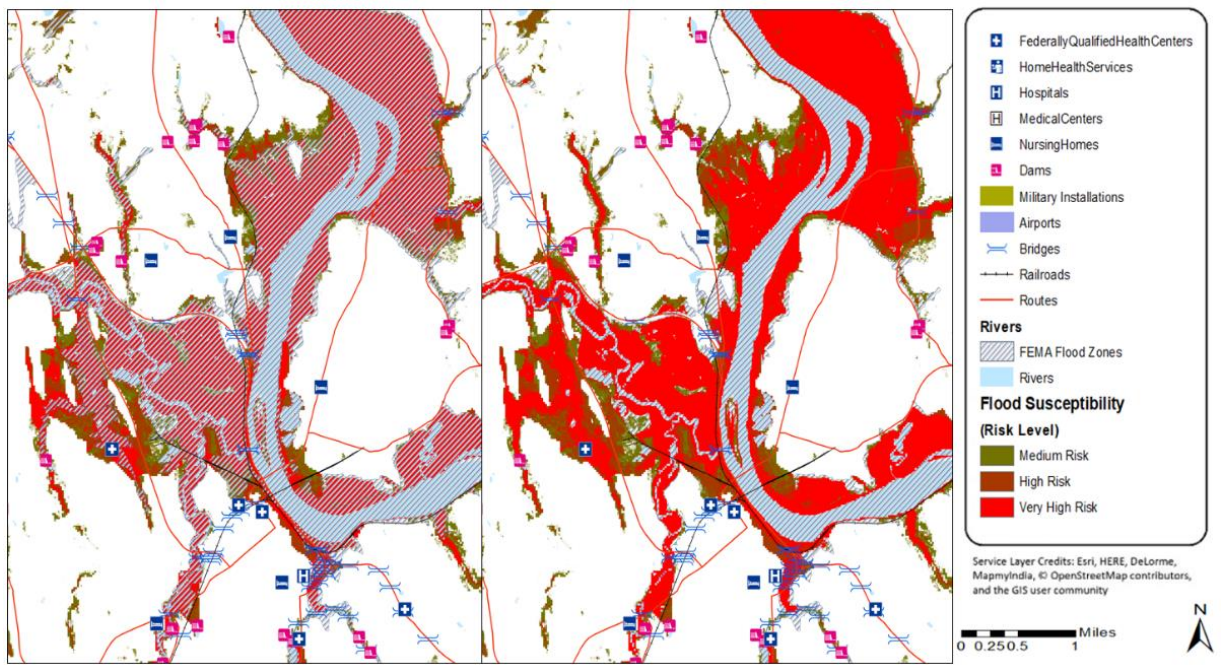 FederallyQualifiedHealthCenters
HomeHealthServices
Hospitals
MedicalCenters
NursingHomes
Dams
Military Installations
Airports
Bridges
Railroads
Routes
Rivers
FEMA Flood Zones
Rivers
Flood Susceptibility
(Risk Level)
Medium Risk
High Risk
Very High Risk
Service Layer Credits: Esri, HERE, DeLorme,
MapmyIndia, © OpenStreetMap contributors,
and the GIS user community
N
Miles
0 0.25 0.5 1